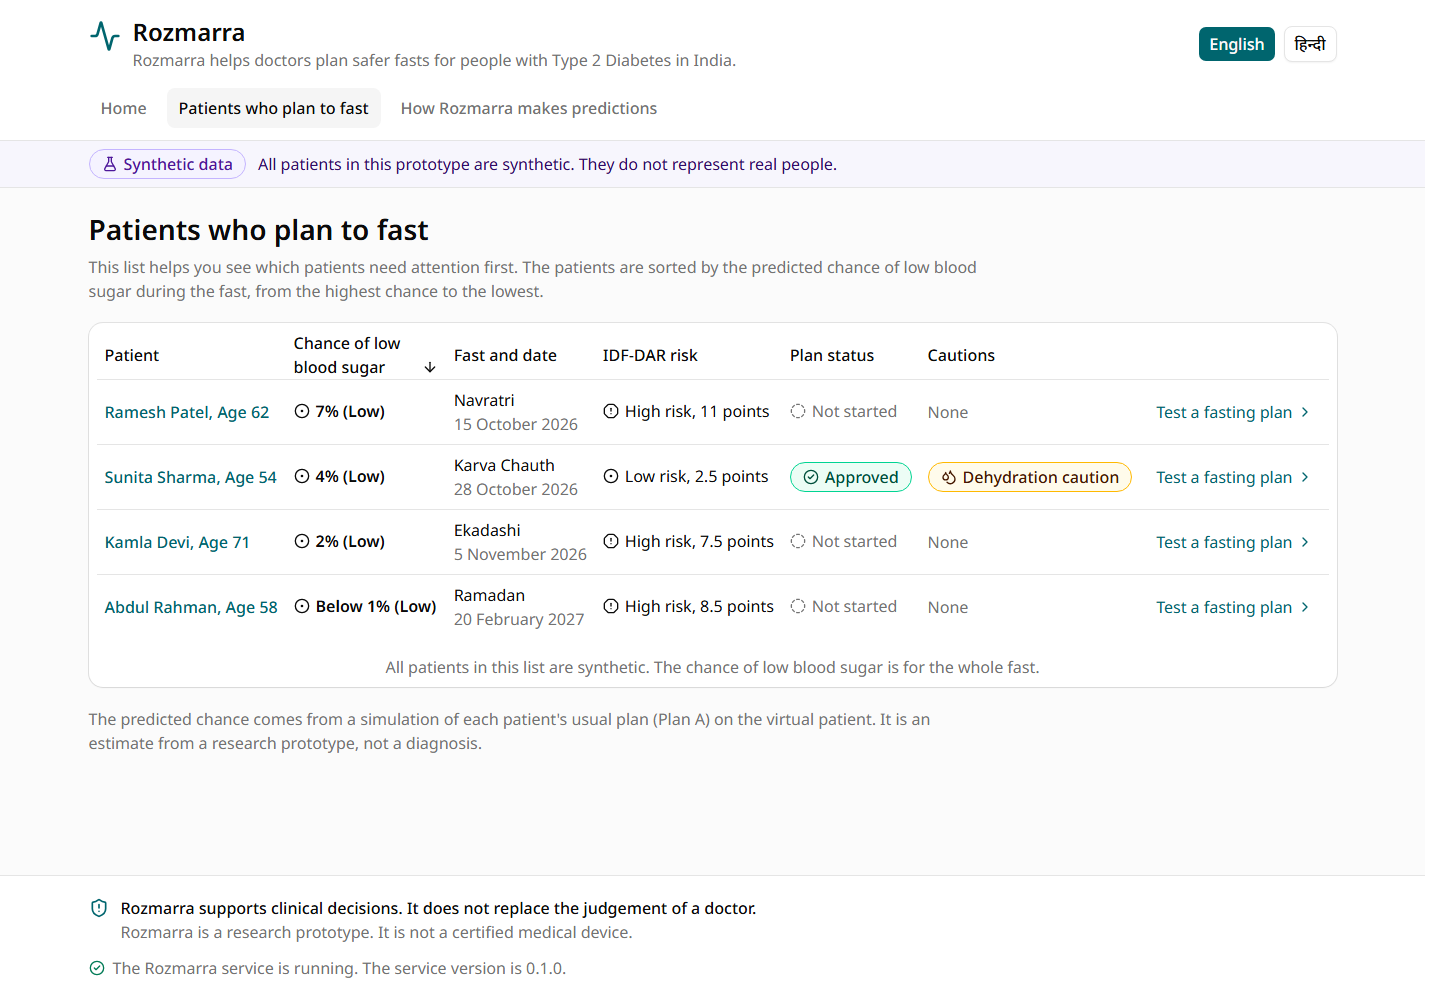 Rozmarra
Rozmarra helps doctors plan safer fasts for people with Type 2 Diabetes in India.
English
हिन्दी
Home
Patients who plan to fast
How Rozmarra makes predictions
Synthetic data
All patients in this prototype are synthetic. They do not represent real people.
Patients who plan to fast
This list helps you see which patients need attention first. The patients are sorted by the predicted chance of low blood
sugar during the fast, from the highest chance to the lowest.
Patient
Chance of low
blood sugar
Fast and date
IDF-DAR risk
Plan status
Cautions
Ramesh Patel, Age 62
7% (Low)
Navratri
15 October 2026
High risk, 11 points
Not started
None
Test a fasting plan
Sunita Sharma, Age 54
4% (Low)
Karva Chauth
28 October 2026
Low risk, 2.5 points
Approved
Dehydration caution
Test a fasting plan
Kamla Devi, Age 71
2% (Low)
Ekadashi
5 November 2026
High risk, 7.5 points
Not started
None
Test a fasting plan
Abdul Rahman, Age 58
Below 1% (Low)
Ramadan
20 February 2027
High risk, 8.5 points
Not started
None
Test a fasting plan
All patients in this list are synthetic. The chance of low blood sugar is for the whole fast.
The predicted chance comes from a simulation of each patient's usual plan (Plan A) on the virtual patient. It is an
estimate from a research prototype, not a diagnosis.
Rozmarra supports clinical decisions. It does not replace the judgement of a doctor.
Rozmarra is a research prototype. It is not a certified medical device.
The Rozmarra service is running. The service version is 0.1.0.